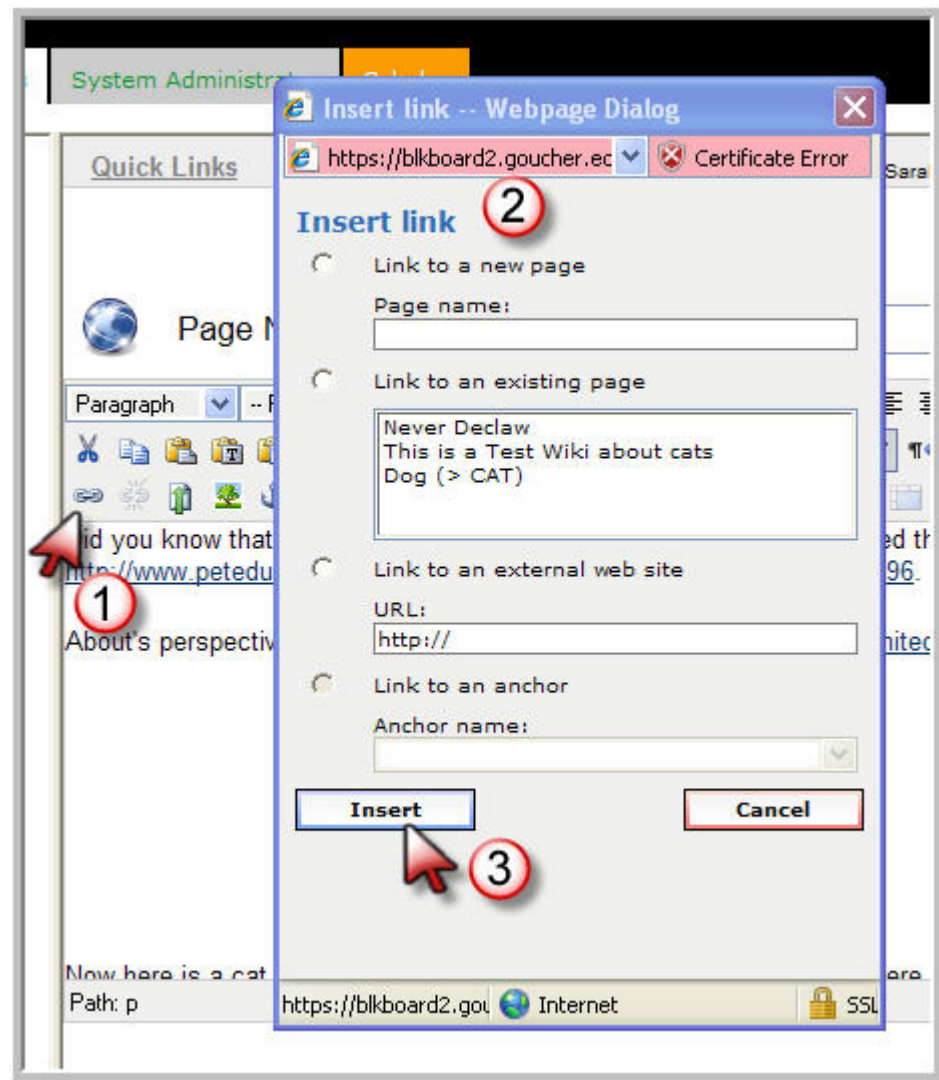 System Administrat
Insert link -- Webpage Dialog
https://blkboard2.goucher.ec
Certificate Error
Quick Links
Sara
2
Insert link
Link to a new page
Page name:
Page N
Link to an existing page
Paragraph
-- F
Never Declaw
This is a Test Wiki about cats
Dog (> CAT)
id you know that
ed th
http://www.petedu
96.
Link to an external web site
1
URL:
http://
About's perspectiv
nited
Link to an anchor
Anchor name:
Insert
Cancel
3
Now here is a cat
ere
Path: p
https://blkboard2.gou
Internet
SSL